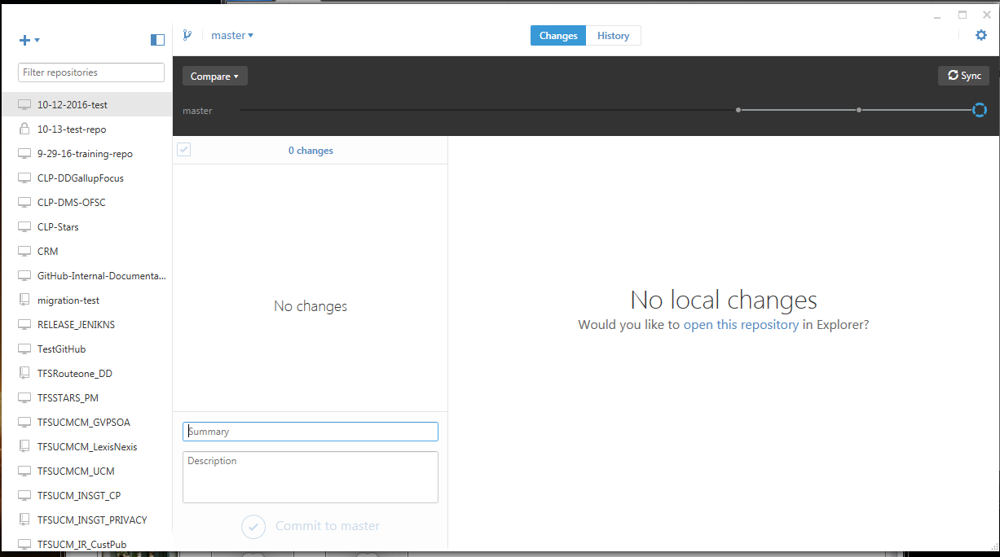 master
Changes
History
Filter repositories
Compare
Sync
master
10-12-2016-test
10-13-test-repo
9-29-16-training-repo
CLP-DDGallupFocus
CLP-DMS-OFSC
CLP-Stars
CRM
GitHub-Internal-Documenta...
migration-test
RELEASE_JENIKNS
TestGitHub
TFSRouteone_DD
TFSSTARS_PM
TFSUCMCM_GVPSOA
TFSUCMCM_LexisNexis
TFSUCMCM_UCM
TFSUCM_INSGT_CP
TFSUCM_INSGT_PRIVACY
TFSUCM_IR_CustPub
0 changes
No changes
Summary
Description
Commit to master
No local changes
Would you like to open this repository in Explorer?